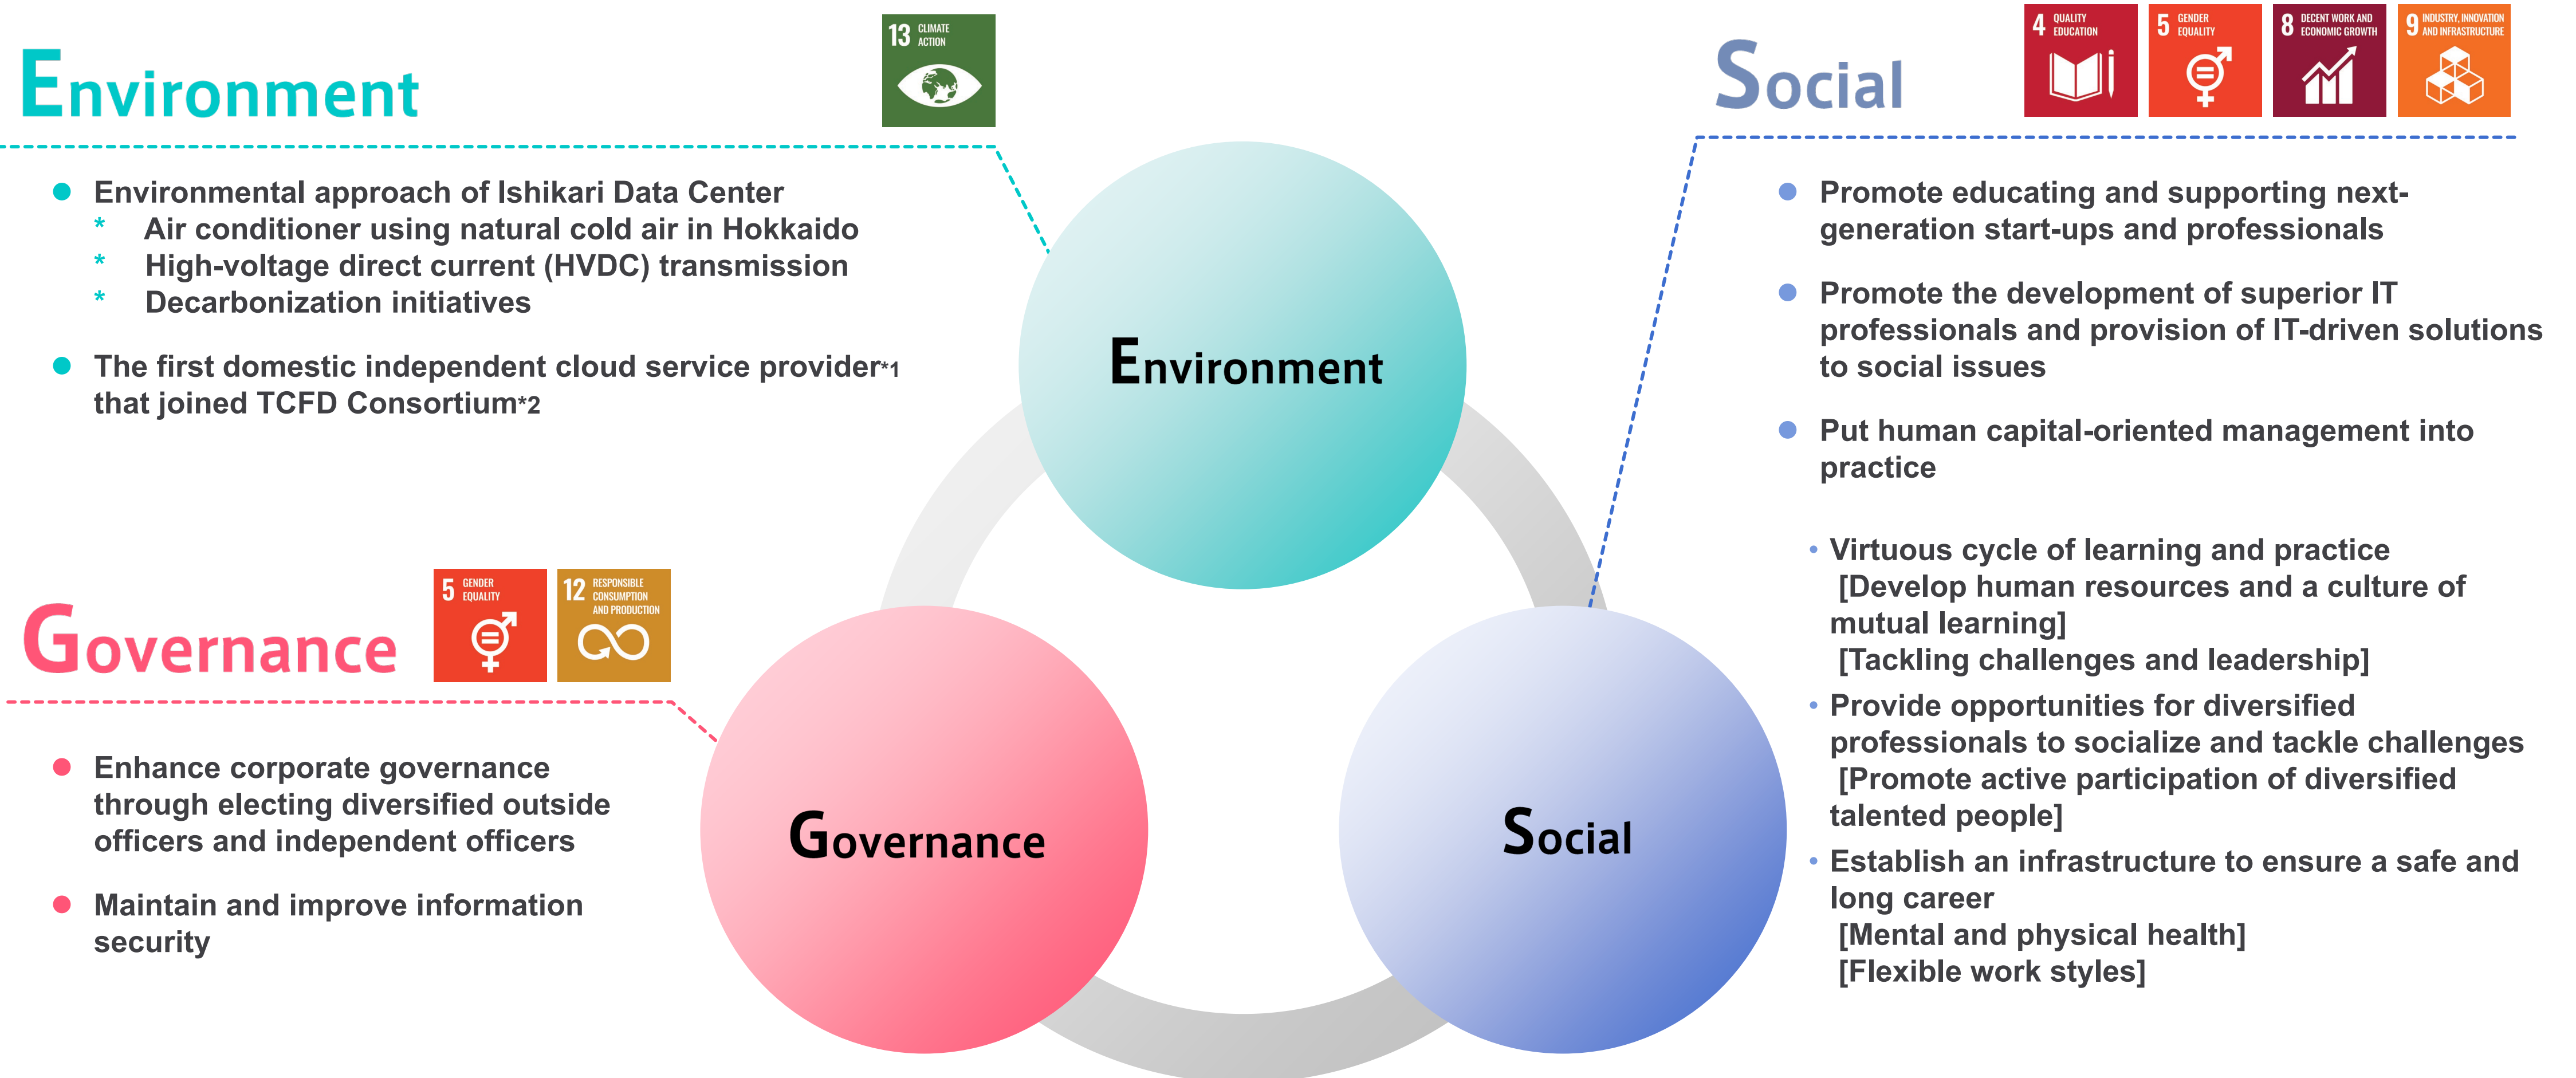 Environment
13 CLIMATE
ACTION
● Environmental approach of Ishikari Data Center
* Air conditioner using natural cold air in Hokkaido
* High-voltage direct current (HVDC) transmission
* Decarbonization initiatives
● The first domestic independent cloud service provider*1
that joined TCFD Consortium*2
Social
4 QUALITY
EDUCATION
5 GENDER
EQUALITY
8 DECENT WORK AND
ECONOMIC GROWTH
9 INDUSTRY, INNOVATION
AND INFRASTRUCTURE
● Promote educating and supporting next-
generation start-ups and professionals
● Promote the development of superior IT
professionals and provision of IT-driven solutions
to social issues
● Put human capital-oriented management into
practice
• Virtuous cycle of learning and practice
[Develop human resources and a culture of
mutual learning]
[Tackling challenges and leadership]
• Provide opportunities for diversified
professionals to socialize and tackle challenges
[Promote active participation of diversified
talented people]
• Establish an infrastructure to ensure a safe and
long career
[Mental and physical health]
[Flexible work styles]
Governance
5 GENDER
EQUALITY
12 RESPONSIBLE
CONSUMPTION
AND PRODUCTION
● Enhance corporate governance
through electing diversified outside
officers and independent officers
● Maintain and improve information
security
Environment
Governance
Social